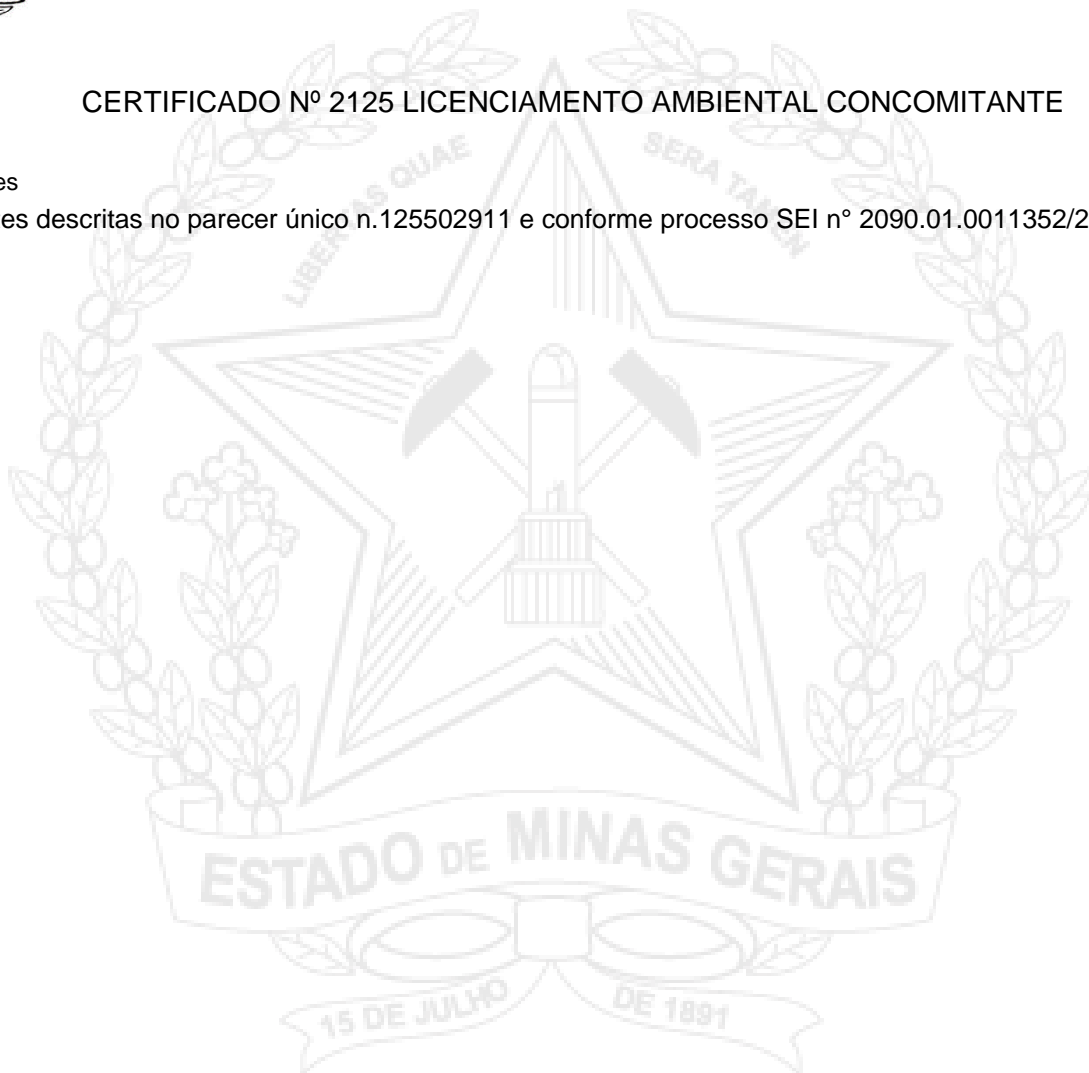 CERTIFICADO Nº 2125 LICENCIAMENTO AMBIENTAL CONCOMITANTE
es
es descritas no parecer único n.125502911 e conforme processo SEI n° 2090.01.0011352/2
LIBERTAS QUAE SERA TAMEN
ESTADO DE MINAS GERAIS
15 DE JULHO DE 1891